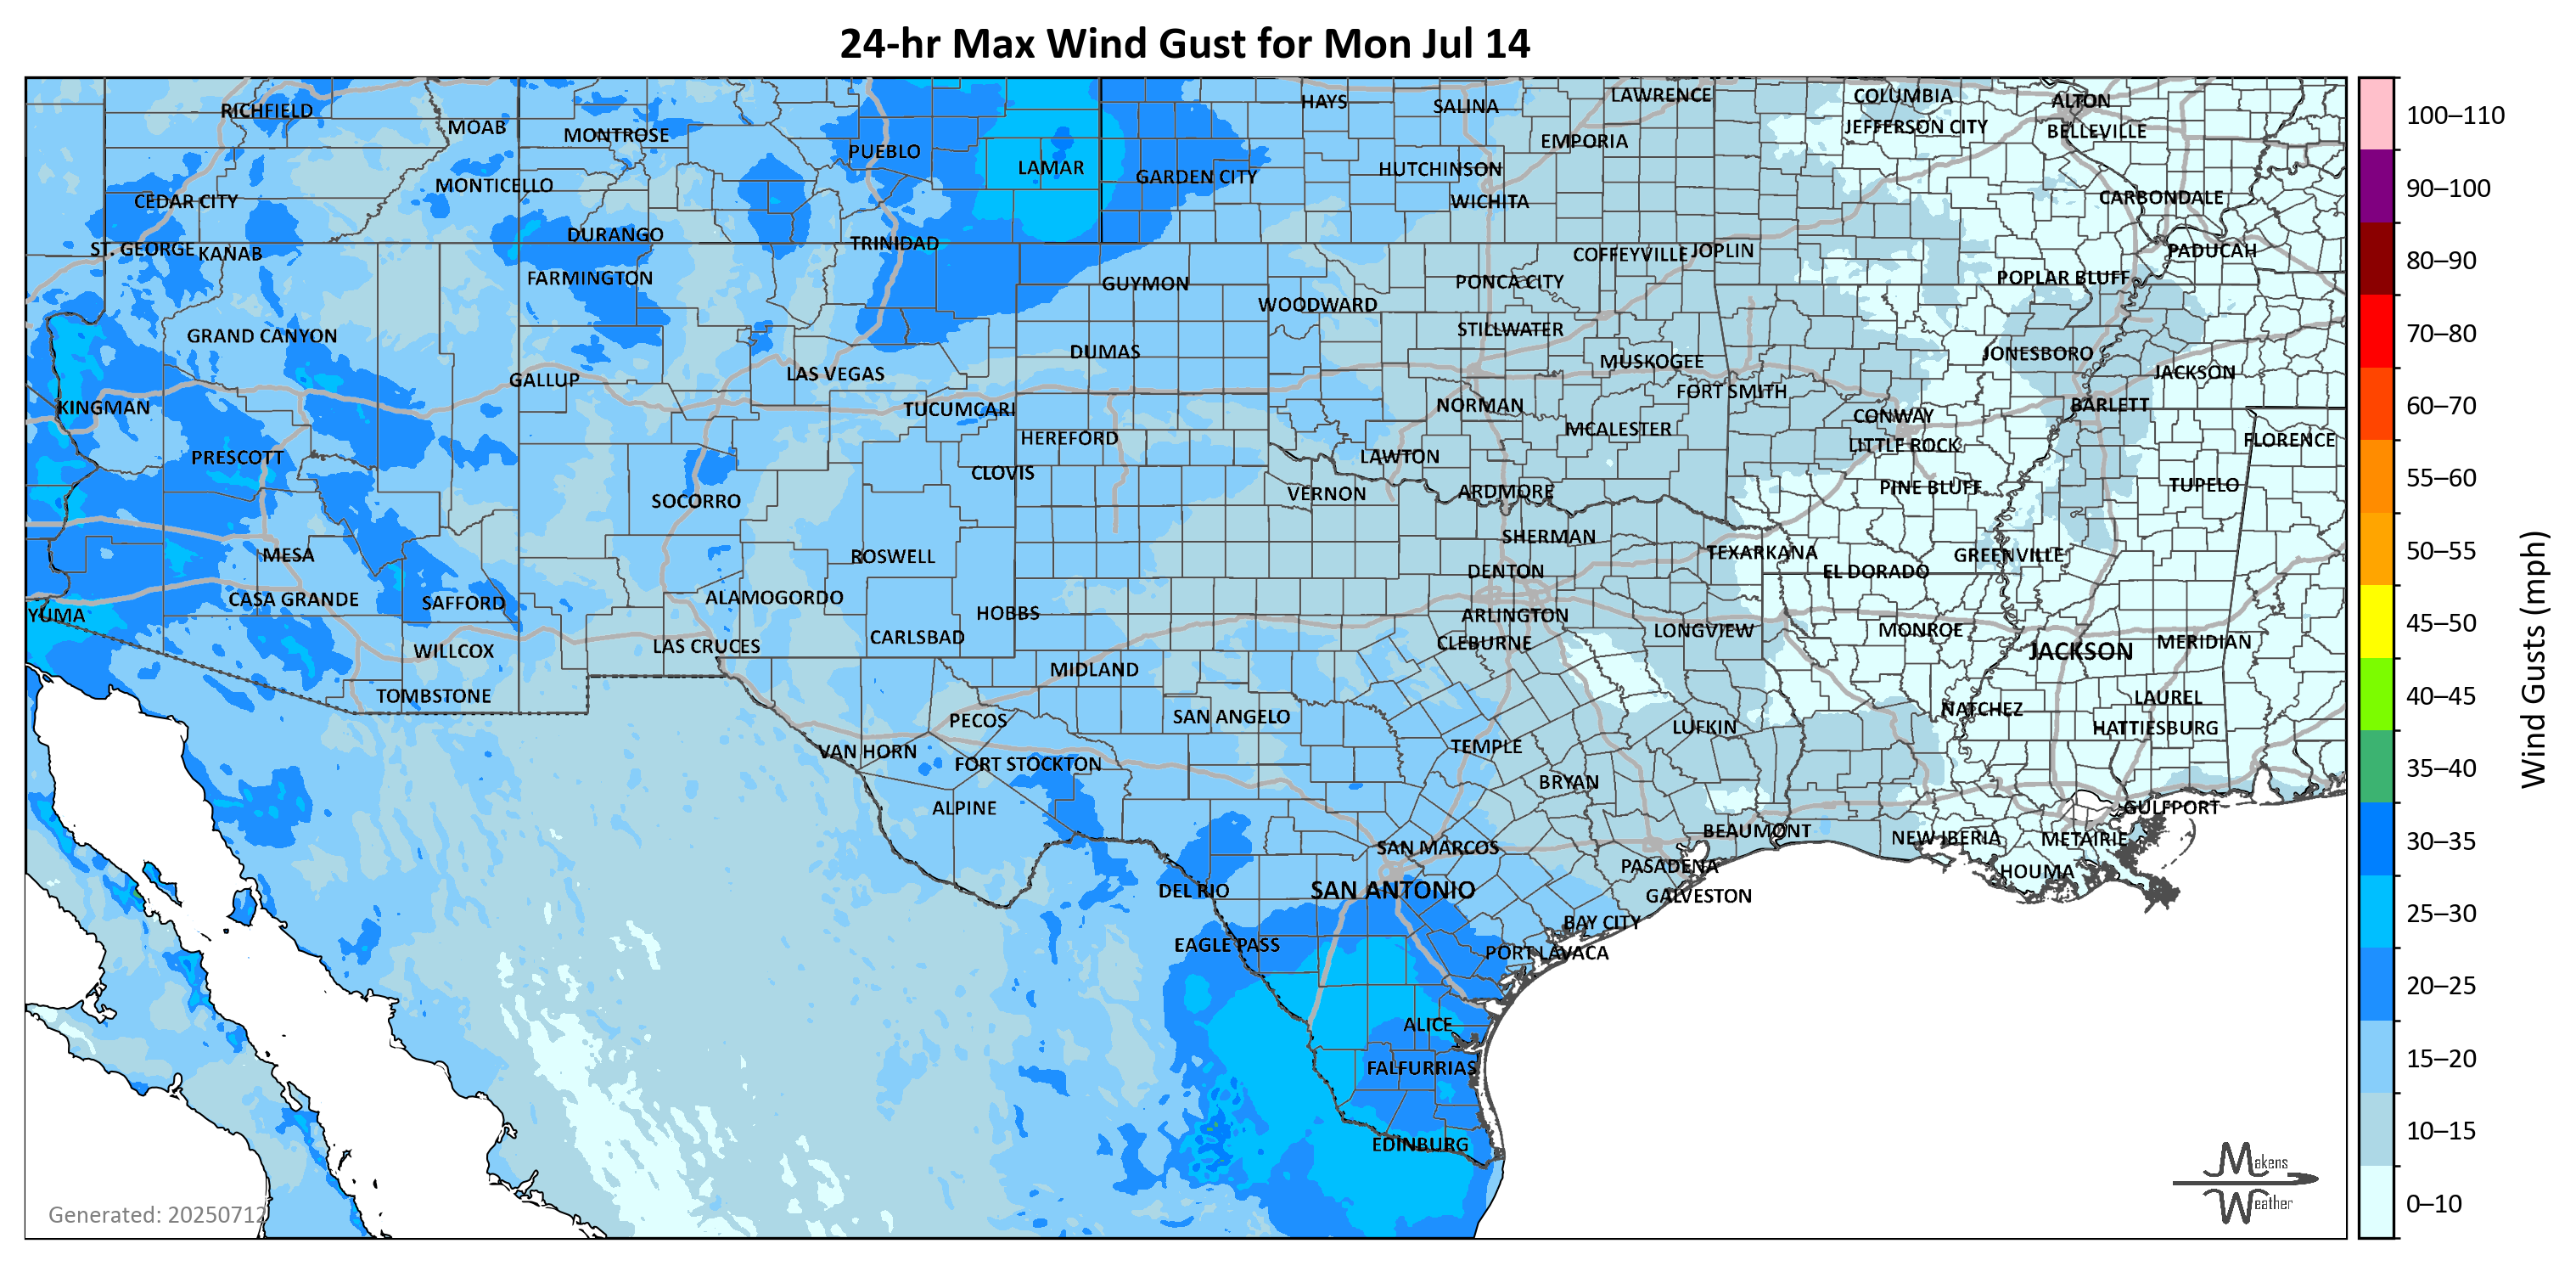 24-hr Max Wind Gust for Mon Jul 14
RICHFIELD
MOAB
MONTROSE
PUEBLO
LAMAR
GARDEN CITY
HAYS
SALINA
LAWRENCE
EMPORIA
HUTCHINSON
WICHITA
COLUMBIA
JEFFERSON CITY
ALTON
BELLEVILLE
CARBONDALE
CEDAR CITY
MONTICELLO
ST. GEORGE
KANAB
DURANGO
FARMINGTON
TRINIDAD
GUYMON
WOODWARD
PONCA CITY
COFFEYVILLE
JOPLIN
POPLAR BLUFF
PADUCAH
GRAND CANYON
GALLUP
LAS VEGAS
DUMAS
STILLWATER
MUSKOGEE
FORT SMITH
JONESBORO
JACKSON
KINGMAN
TUCUMCARI
HEREFORD
NORMAN
MCALESTER
CONWAY
LITTLE ROCK
BARLETT
FLORENCE
PRESCOTT
SOCORRO
CLOVIS
LAWTON
VERNON
ARDMORE
PINE BLUFF
TUPELO
MESA
ROSWELL
SHERMAN
TEXARKANA
GREENVILLE
DENTON
EL DORADO
YUMA
CASA GRANDE
SAFFORD
ALAMOGORDO
HOBBS
ARLINGTON
CLEBURNE
LONGVIEW
MONROE
JACKSON
MERIDIAN
WILLCOX
LAS CRUCES
CARLSBAD
MIDLAND
TOMBSTONE
PECOS
SAN ANGELO
LUFKIN
NATCHEZ
LAUREL
HATTIESBURG
VAN HORN
FORT STOCKTON
TEMPLE
BRYAN
ALPINE
BEAUMONT
NEW IBERIA
METAIRIE
GULFPORT
SAN MARCOS
PASADENA
HOUMA
DEL RIO
SAN ANTONIO
GALVESTON
BAY CITY
EAGLE PASS
PORT LAVACA
ALICE
FALFURRIAS
EDINBURG
Generated: 20250712
Makens
Weather
100–110
90–100
80–90
70–80
60–70
55–60
50–55
45–50
40–45
35–40
30–35
25–30
20–25
15–20
10–15
0–10
Wind Gusts (mph)